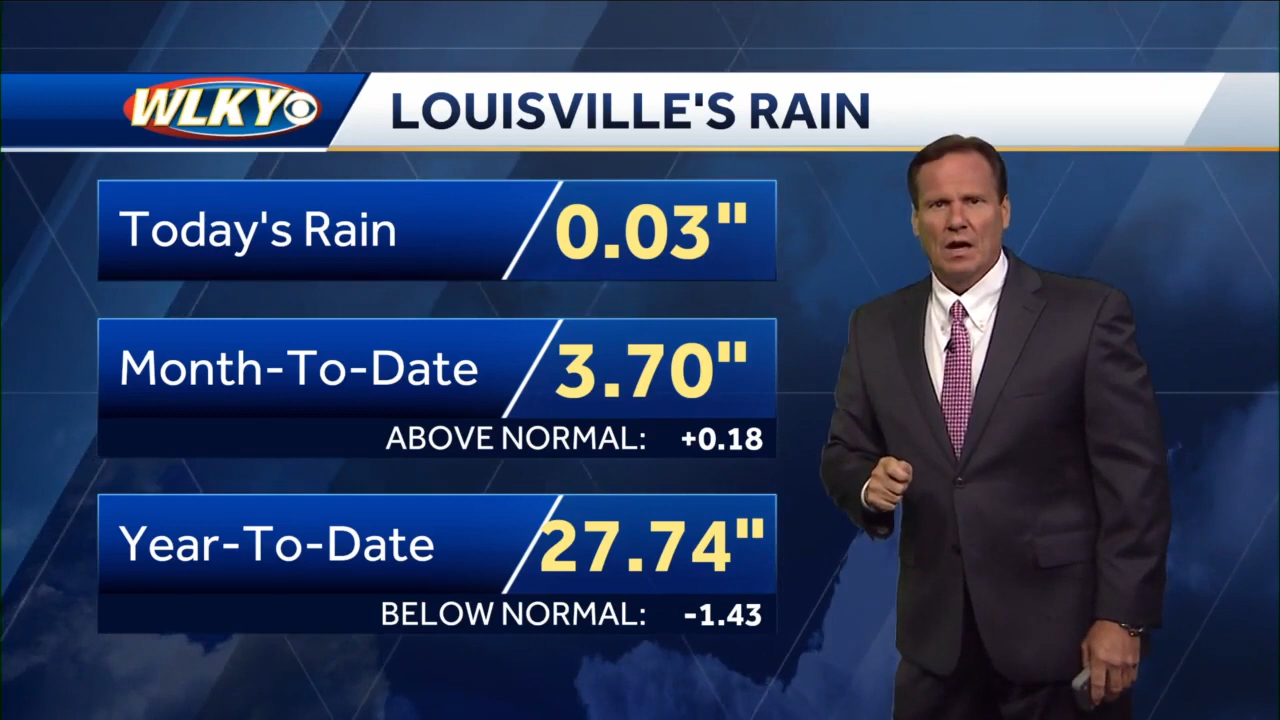 WLKY
LOUISVILLE'S RAIN
Today's Rain 0.03"
Month-To-Date 3.70"
ABOVE NORMAL: +0.18
Year-To-Date 27.74"
BELOW NORMAL: -1.43